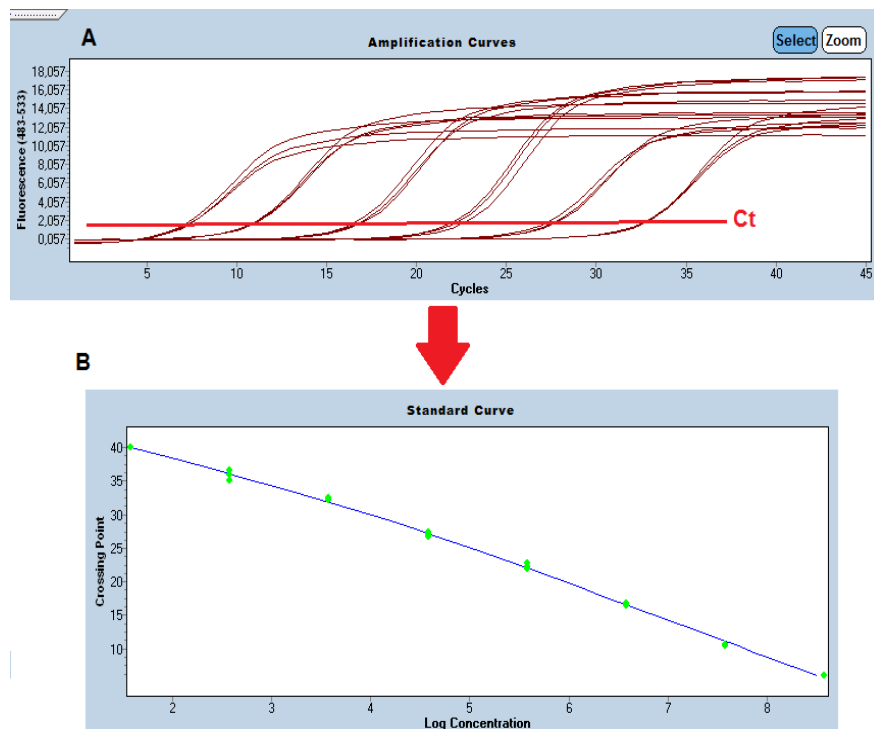 A
Amplification Curves
Select Zoom
Fluorescence (483-533)
18,057
16,057
14,057
12,057
10,057
8,057
6,057
4,057
2,057
0,057
Ct
5 10 15 20 25 30 35 40 45
Cycles
B
Standard Curve
Crossing Point
40
35
30
25
20
15
10
2 3 4 5 6 7 8
Log Concentration